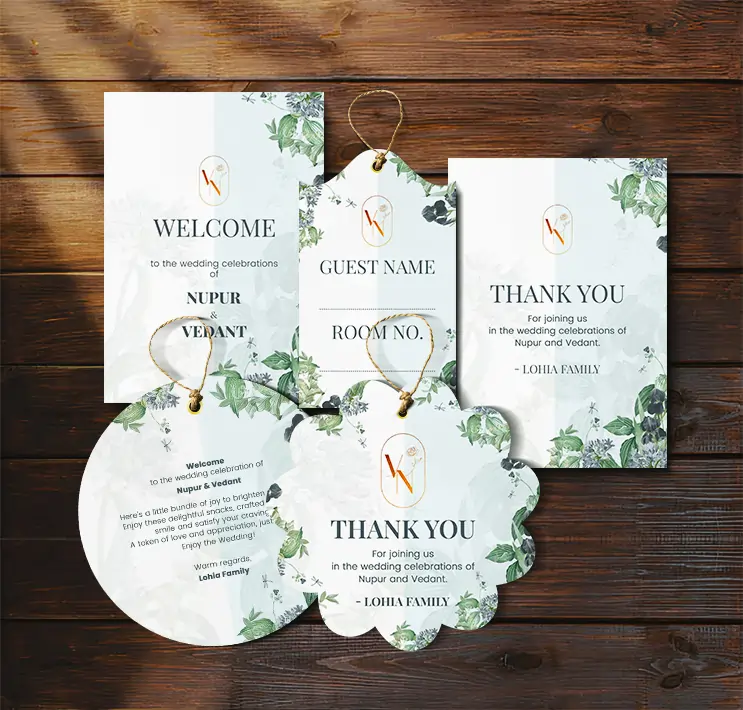 VN
WELCOME
to the wedding celebrations
of
NUPUR
&
VEDANT
VN
GUEST NAME
ROOM NO.
VN
THANK YOU
For joining us
in the wedding celebrations of
Nupur and Vedant.
- LOHIA FAMILY
Welcome
to the wedding celebration of
Nupur & Vedant
Here's a little bundle of joy to brighten
Enjoy these delightful snacks, crafted
smile and satisfy your craving
A token of love and appreciation, just
Enjoy the Wedding!
Warm regards,
Lohia Family
VN
THANK YOU
For joining us
in the wedding celebrations of
Nupur and Vedant.
- LOHIA FAMILY